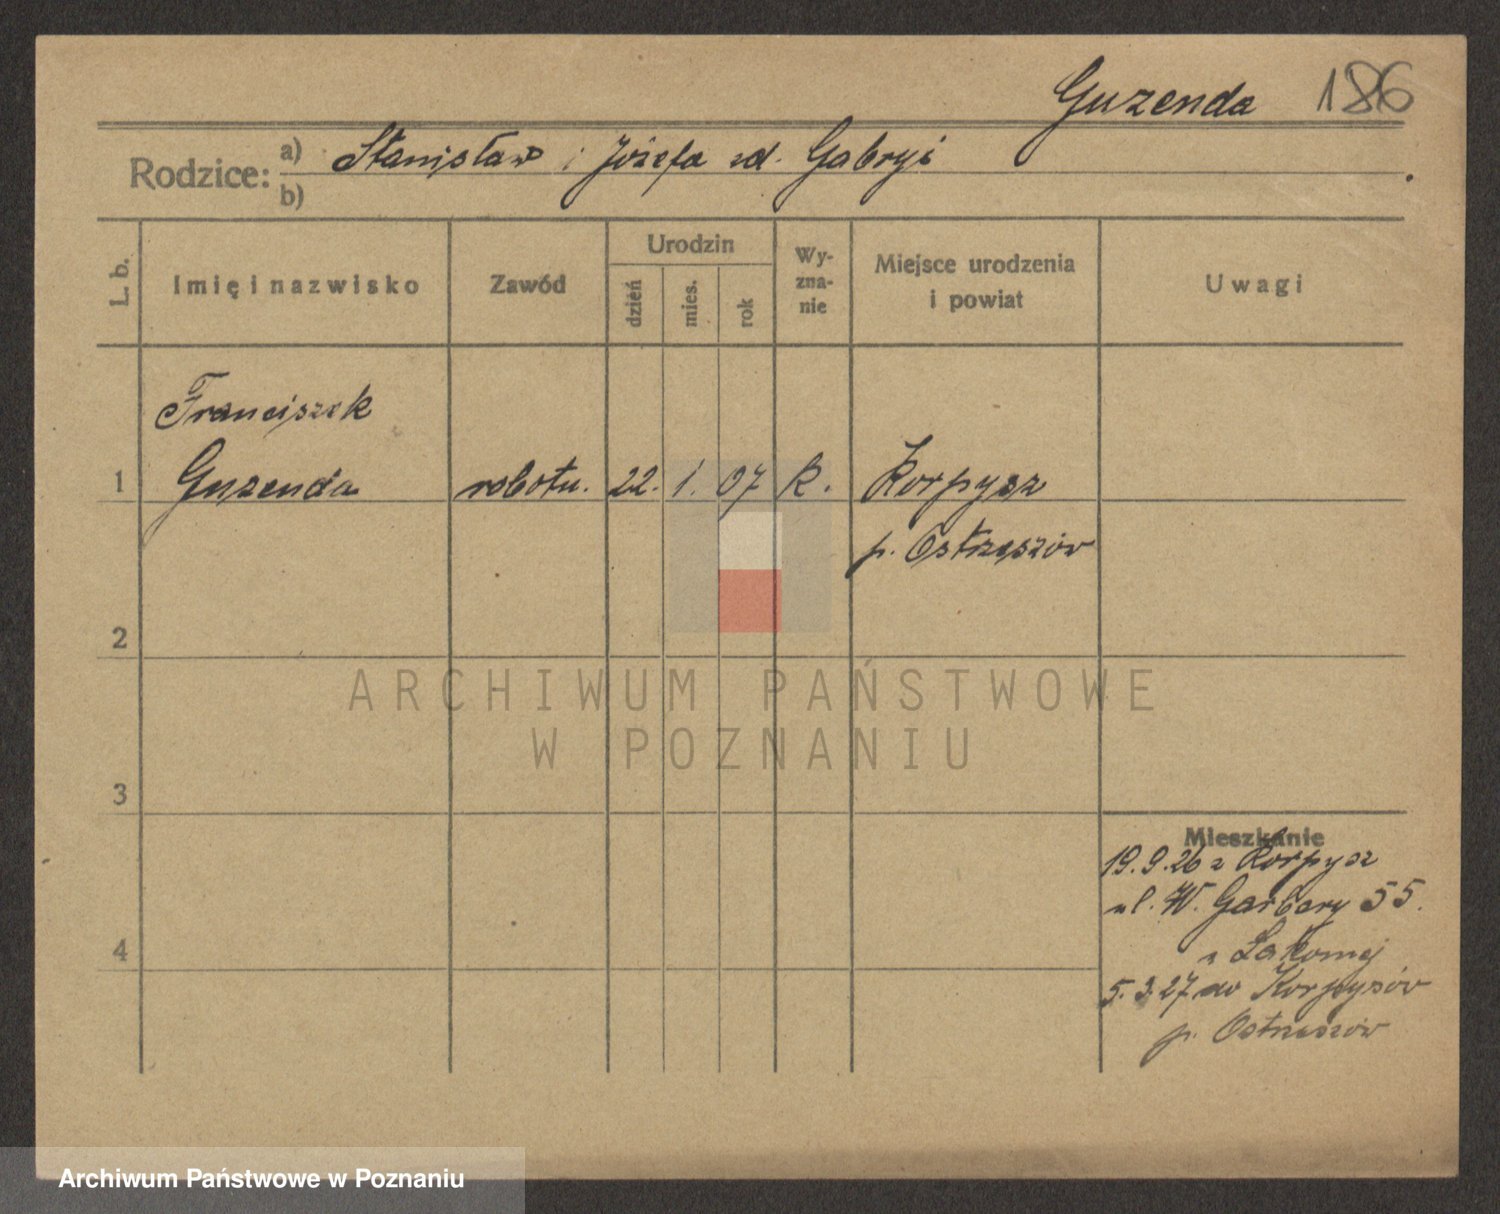 Guzenda 186
Rodzice: a) Stanisław i Józefa zd. Gabryś
b)
L. b.
Imię i nazwisko
Zawód
Urodzin
dzień
mies.
rok
Wy-
zna-
nie
Miejsce urodzenia
i powiat
Uwagi
Franciszek
1 Guzenda robotn. 22. 1. 07 k. Korpysz
p. Ostrzeszów
2
3
4
Mieszkanie
19.9.26 z Korpysz
ul. W. Garbary 55.
u Łakomej
5.3.27 do Korpysów
p. Ostrzeszów
ARCHIWUM PAŃSTWOWE
W POZNANIU
Archiwum Państwowe w Poznaniu